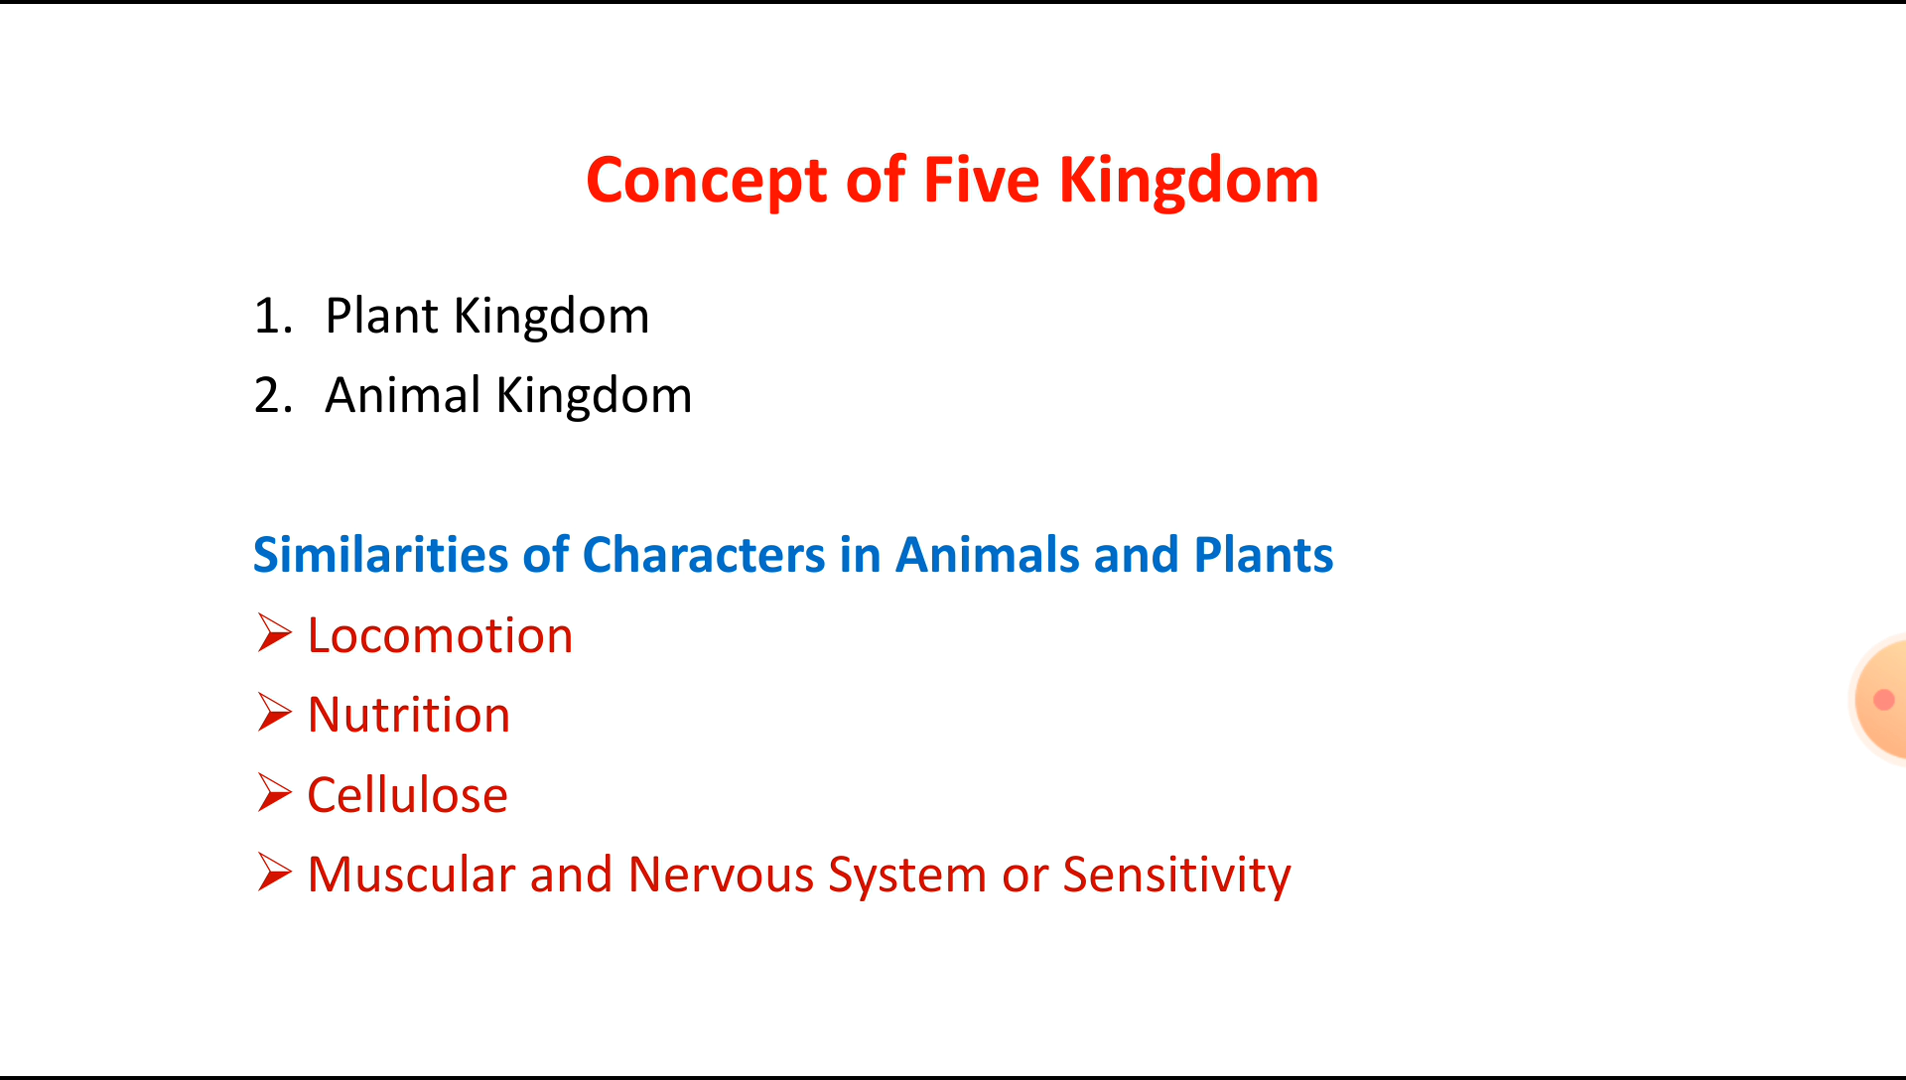 Concept of Five Kingdom
1. Plant Kingdom
2. Animal Kingdom
Similarities of Characters in Animals and Plants
➢ Locomotion
➢ Nutrition
➢ Cellulose
➢ Muscular and Nervous System or Sensitivity